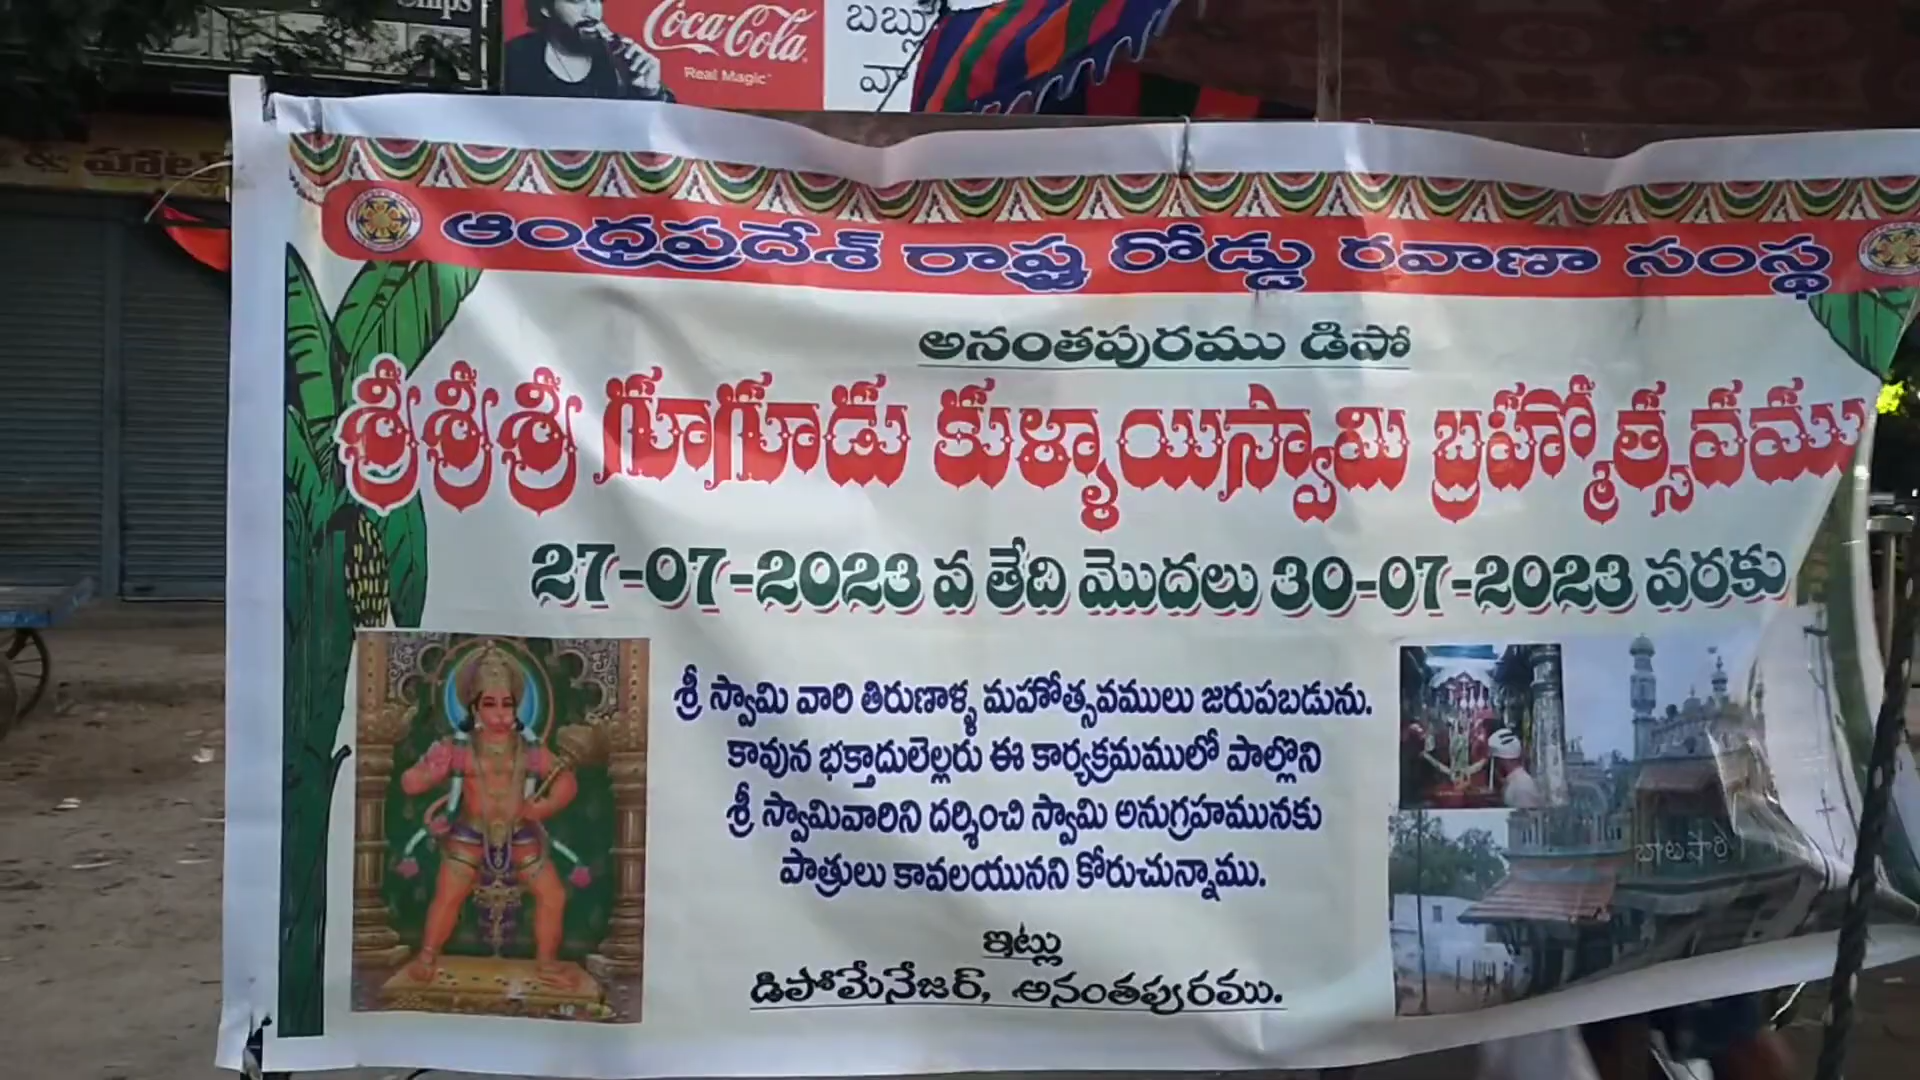 Chips
Coca-Cola
Real Magic
బబ్లు
వా
& హోట
ఆంధ్రప్రదేశ్ రాష్ట్ర రోడ్డు రవాణా సంస్థ
అనంతపురము డిపో
శ్రీశ్రీశ్రీ గూగూడు కుళ్ళాయిస్వామి బ్రహ్మోత్సవము
27-07-2023 వ తేది మొదలు 30-07-2023 వరకు
శ్రీ స్వామి వారి తిరుణాళ్ళ మహోత్సవములు జరుపబడును.
కావున భక్తాదులెల్లరు ఈ కార్యక్రమములో పాల్గొని
శ్రీ స్వామివారిని దర్శించి స్వామి అనుగ్రహమునకు
పాత్రులు కావలయునని కోరుచున్నాము.
ఇట్లు
డిపోమేనేజర్, అనంతపురము.